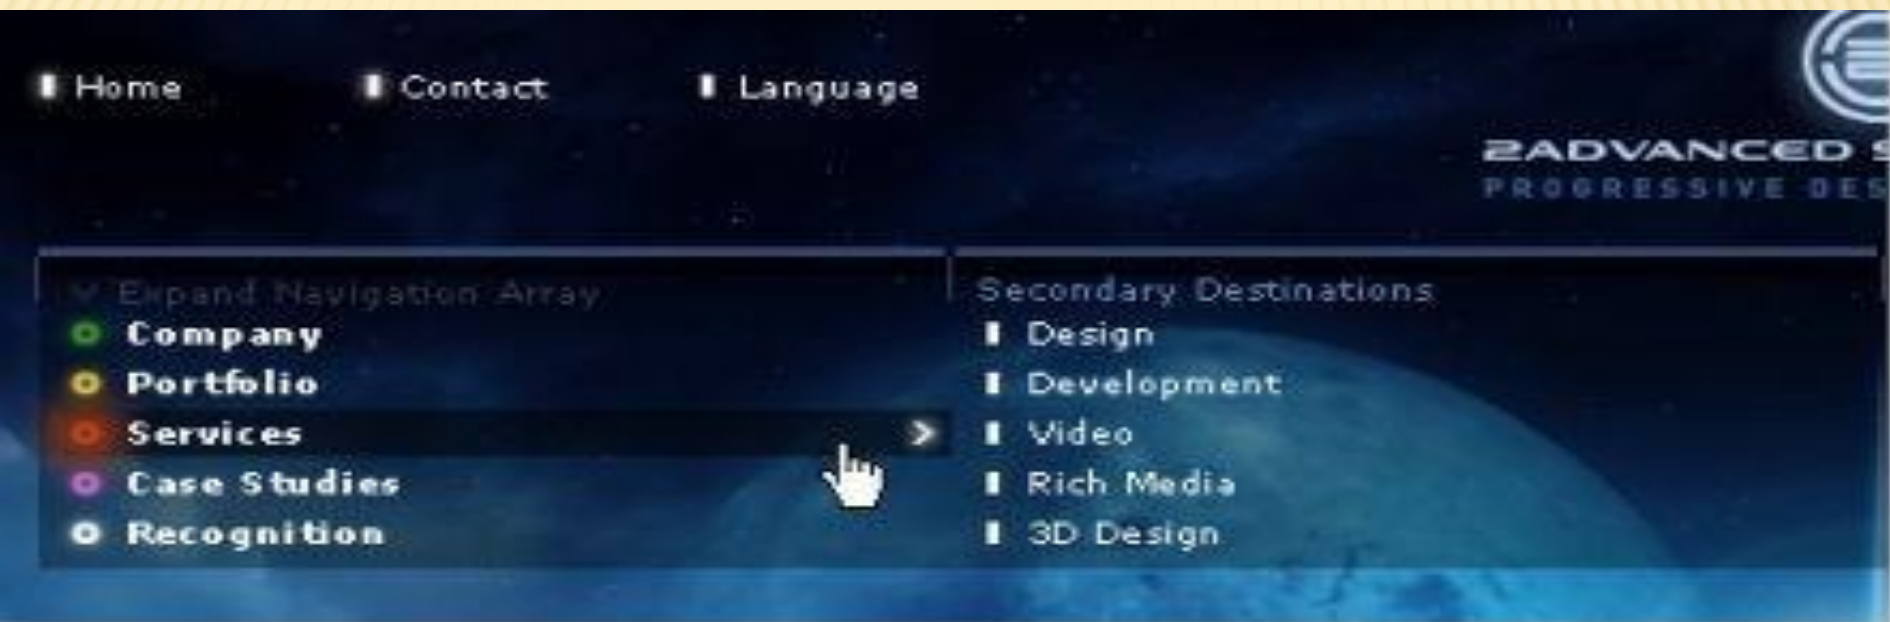 Home Contact Language
2ADVANCED
PROGRESSIVE
Expand Navigation Array
Company
Portfolio
Services
Case Studies
Recognition
Secondary Destinations
Design
Development
Video
Rich Media
3D Design